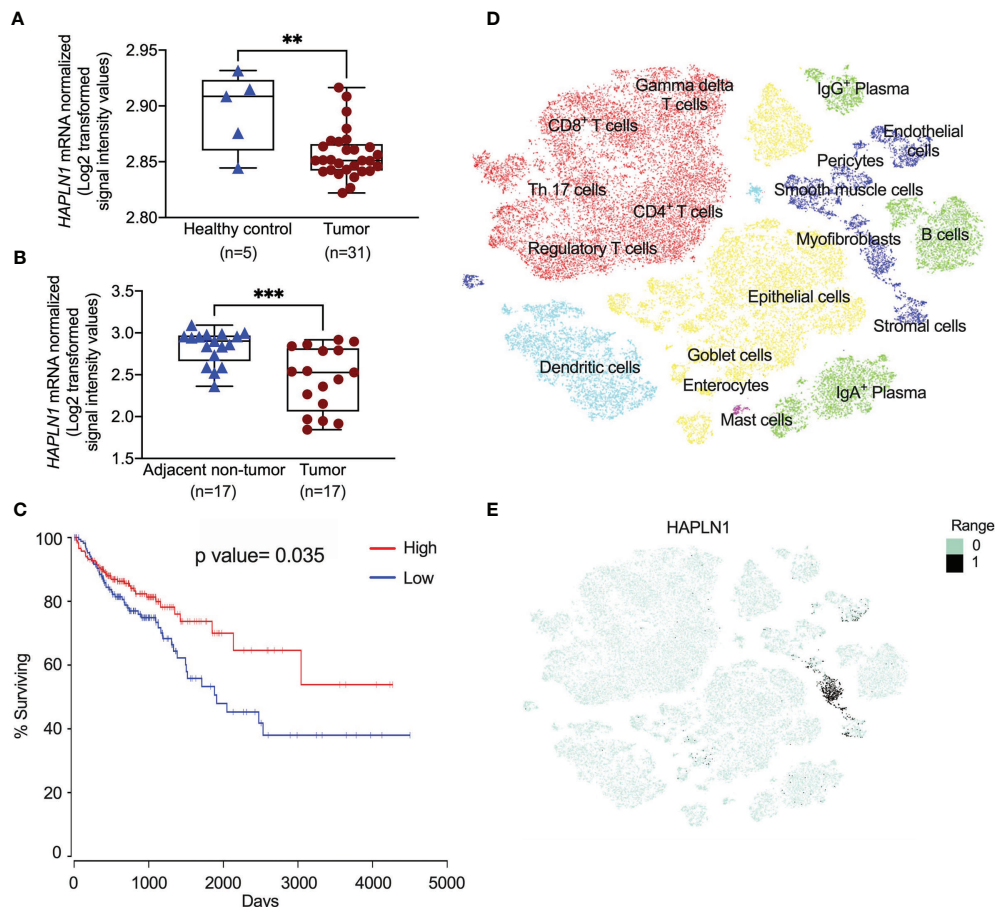 A
HAPLN1 mRNA normalized
(Log2 transformed
signal intensity values)
2.95
2.90
2.85
2.80
**
Healthy control
(n=5)
Tumor
(n=31)
B
HAPLN1 mRNA normalized
(Log2 transformed
signal intensity values)
3.5
3.0
2.5
2.0
1.5
***
Adjacent non-tumor
(n=17)
Tumor
(n=17)
C
% Surviving
100
80
60
40
20
0
p value= 0.035
High
Low
0 1000 2000 3000 4000 5000
Days
D
Gamma delta
T cells
CD8+ T cells
Th 17 cells
CD4+ T cells
Regulatory T cells
IgG+ Plasma
Endothelial
cells
Pericytes
Smooth muscle cells
Myofibroblasts
B cells
Epithelial cells
Stromal cells
Goblet cells
Dendritic cells
Enterocytes
IgA+ Plasma
Mast cells
E
HAPLN1
Range
0
1